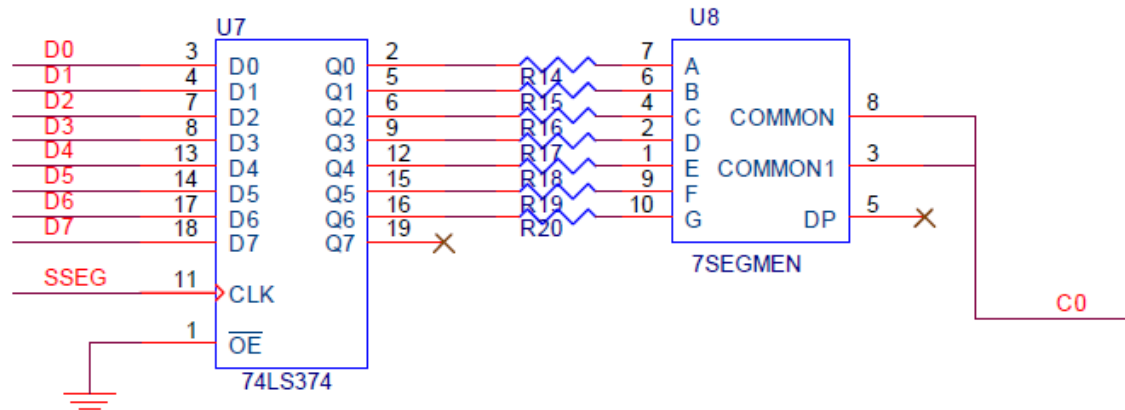 U7
U8
D0 3 D0 Q0 2 R14 7 A
D1 4 D1 Q1 5 R15 6 B
D2 7 D2 Q2 6 R16 4 C COMMON 8
D3 8 D3 Q3 9 R17 2 D
D4 13 D4 Q4 12 R18 1 E COMMON1 3
D5 14 D5 Q5 15 R19 9 F
D6 17 D6 Q6 16 R20 10 G DP 5
D7 18 D7 Q7 19
7SEGMEN
SSEG 11 CLK
C0
1 OE
74LS374